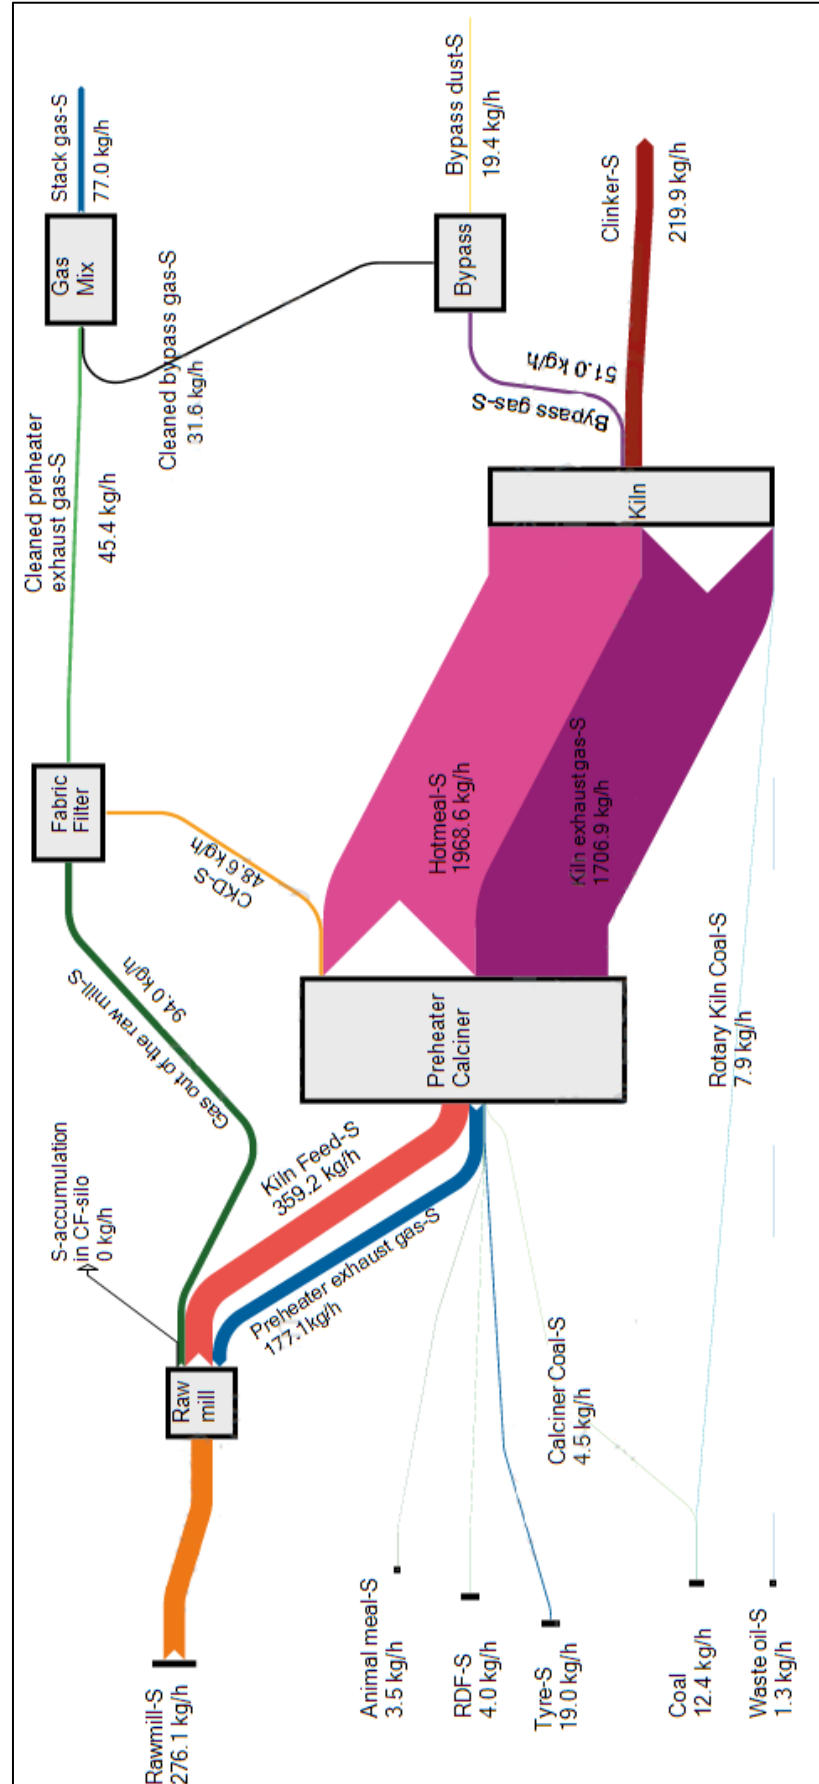 Stack gas-S
77.0 kg/h
Bypass dust-S
19.4 kg/h
Gas
Mix
Bypass
Clinker-S
219.9 kg/h
Cleaned bypass gas-S
31.6 kg/h
Bypass gas-S
51.0 kg/h
Cleaned preheater
exhaust gas-S
45.4 kg/h
Kiln
Fabric
Filter
CKD-S
48.6 kg/h
Hotmeal-S
1968.6 kg/h
Kiln exhaust gas-S
1706.9 kg/h
Gas out of the raw mill-S
94.0 kg/h
Preheater
Calciner
Rotary Kiln Coal-S
7.9 kg/h
S-accumulation
in CF-silo
0 kg/h
Kiln Feed-S
359.2 kg/h
Preheater exhaust gas-S
177.1kg/h
Raw
mill
Calciner Coal-S
4.5 kg/h
Rawmill-S
276.1 kg/h
Animal meal-S
3.5 kg/h
RDF-S
4.0 kg/h
Tyre-S
19.0 kg/h
Coal
12.4 kg/h
Waste oil-S
1.3 kg/h